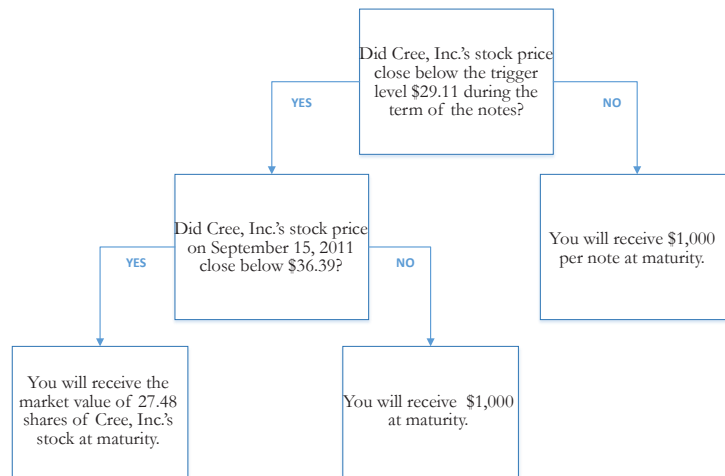 Did Cree, Inc.'s stock price
close below the trigger
level $29.11 during the
term of the notes?
YES
NO
Did Cree, Inc.'s stock price
on September 15, 2011
close below $36.39?
You will receive $1,000
per note at maturity.
YES
NO
You will receive the
market value of 27.48
shares of Cree, Inc.'s
stock at maturity.
You will receive $1,000
at maturity.